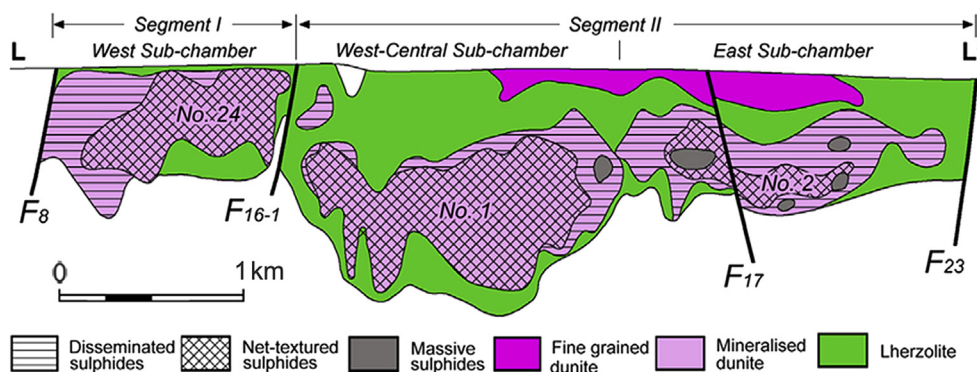 Segment I
Segment II
L West Sub-chamber West-Central Sub-chamber East Sub-chamber L
No. 24
No. 1
No. 2
F8
F16-1
F17
F23
0 1 km
Disseminated sulphides
Net-textured sulphides
Massive sulphides
Fine grained dunite
Mineralised dunite
Lherzolite